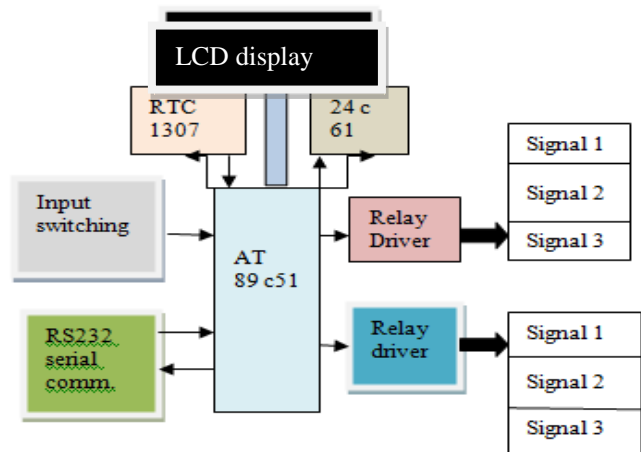 LCD display
RTC
1307
24 c
61
Signal 1
Signal 2
Signal 3
Input
switching
AT
89 c51
Relay
Driver
RS232
serial
comm.
Relay
driver
Signal 1
Signal 2
Signal 3